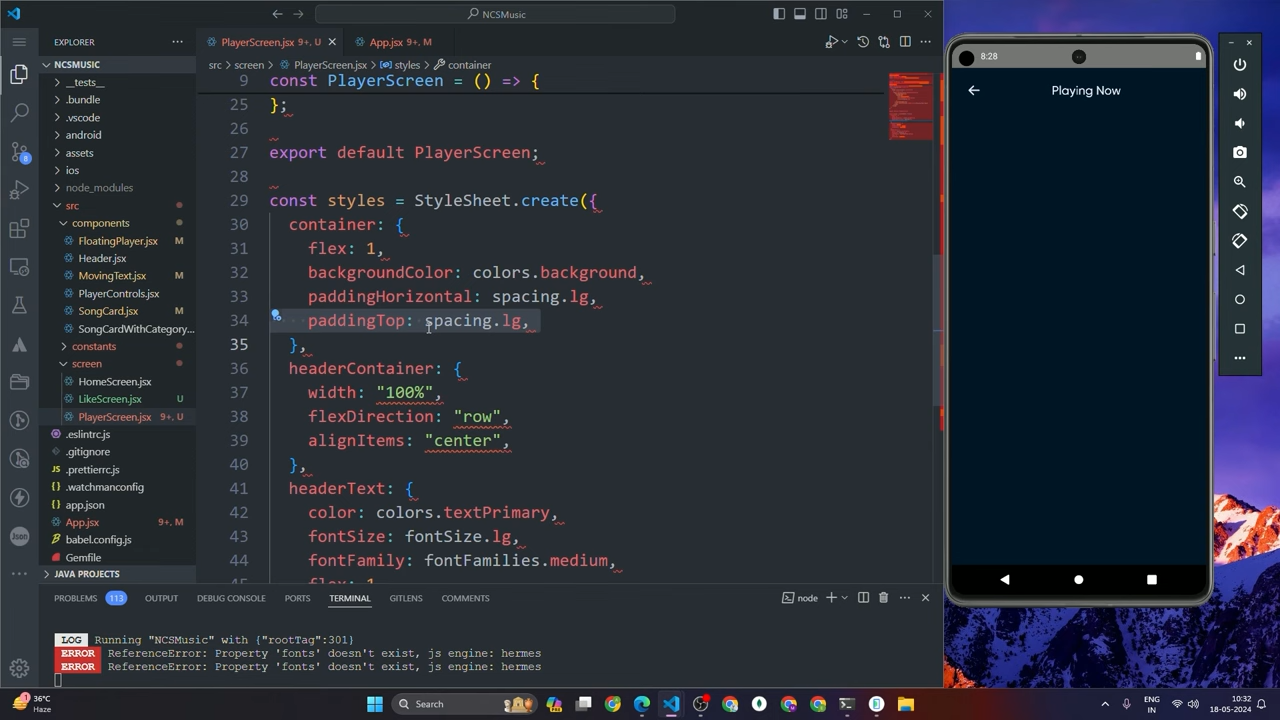 NCSMusic
EXPLORER
PlayerScreen.jsx 9+, U
App.jsx 9+, M
src > screen > PlayerScreen.jsx > styles > container
NCSMUSIC
__tests__
.bundle
.vscode
android
assets
ios
node_modules
src
components
FloatingPlayer.jsx M
Header.jsx
MovingText.jsx M
PlayerControls.jsx
SongCard.jsx M
SongCardWithCategory...
constants
screen
HomeScreen.jsx
LikeScreen.jsx U
PlayerScreen.jsx 9+, U
.eslintrc.js
.gitignore
.prettierrc.js
.watchmanconfig
app.json
App.jsx 9+, M
babel.config.js
Gemfile
JAVA PROJECTS
8
Json
9 const PlayerScreen = () => {
25 };
26
27 export default PlayerScreen;
28
29 const styles = StyleSheet.create({
30 container: {
31 flex: 1,
32 backgroundColor: colors.background,
33 paddingHorizontal: spacing.lg,
34 paddingTop: spacing.lg,
35 },
36 headerContainer: {
37 width: "100%",
38 flexDirection: "row",
39 alignItems: "center",
40 },
41 headerText: {
42 color: colors.textPrimary,
43 fontSize: fontSize.lg,
44 fontFamily: fontFamilies.medium,
45 flex: 1
PROBLEMS 113 OUTPUT DEBUG CONSOLE PORTS TERMINAL GITLENS COMMENTS
node
LOG Running "NCSMusic" with {"rootTag":301}
ERROR ReferenceError: Property 'fonts' doesn't exist, js engine: hermes
ERROR ReferenceError: Property 'fonts' doesn't exist, js engine: hermes
8:28
Playing Now
36°C
Haze
Search
ENG
IN
10:32
18-05-2024